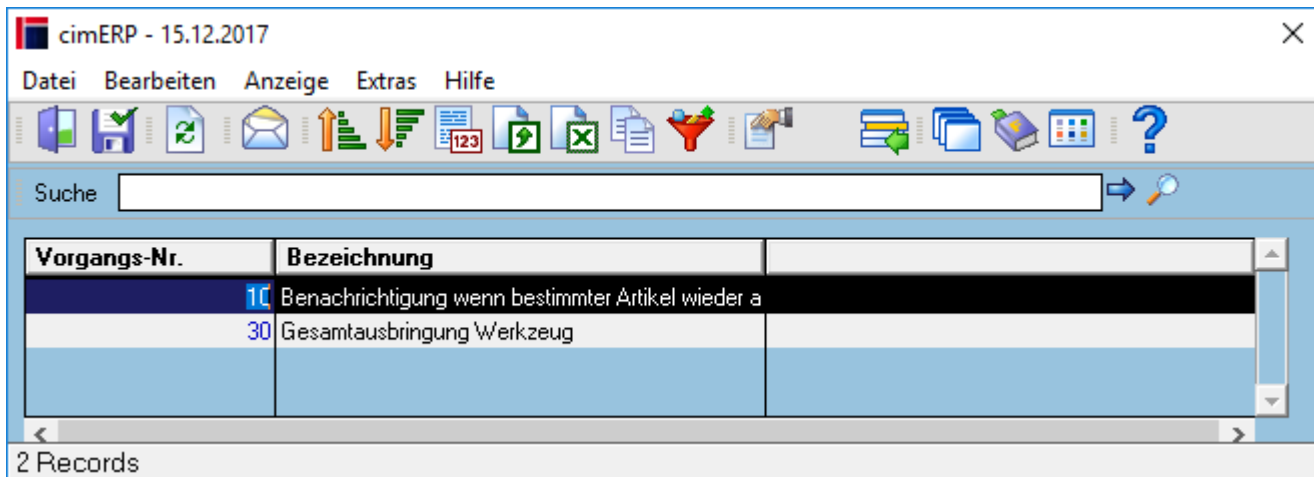 cimERP - 15.12.2017
Datei Bearbeiten Anzeige Extras Hilfe
123
Suche
Vorgangs-Nr. Bezeichnung
10 Benachrichtigung wenn bestimmter Artikel wieder a
30 Gesamtausbringung Werkzeug
2 Records